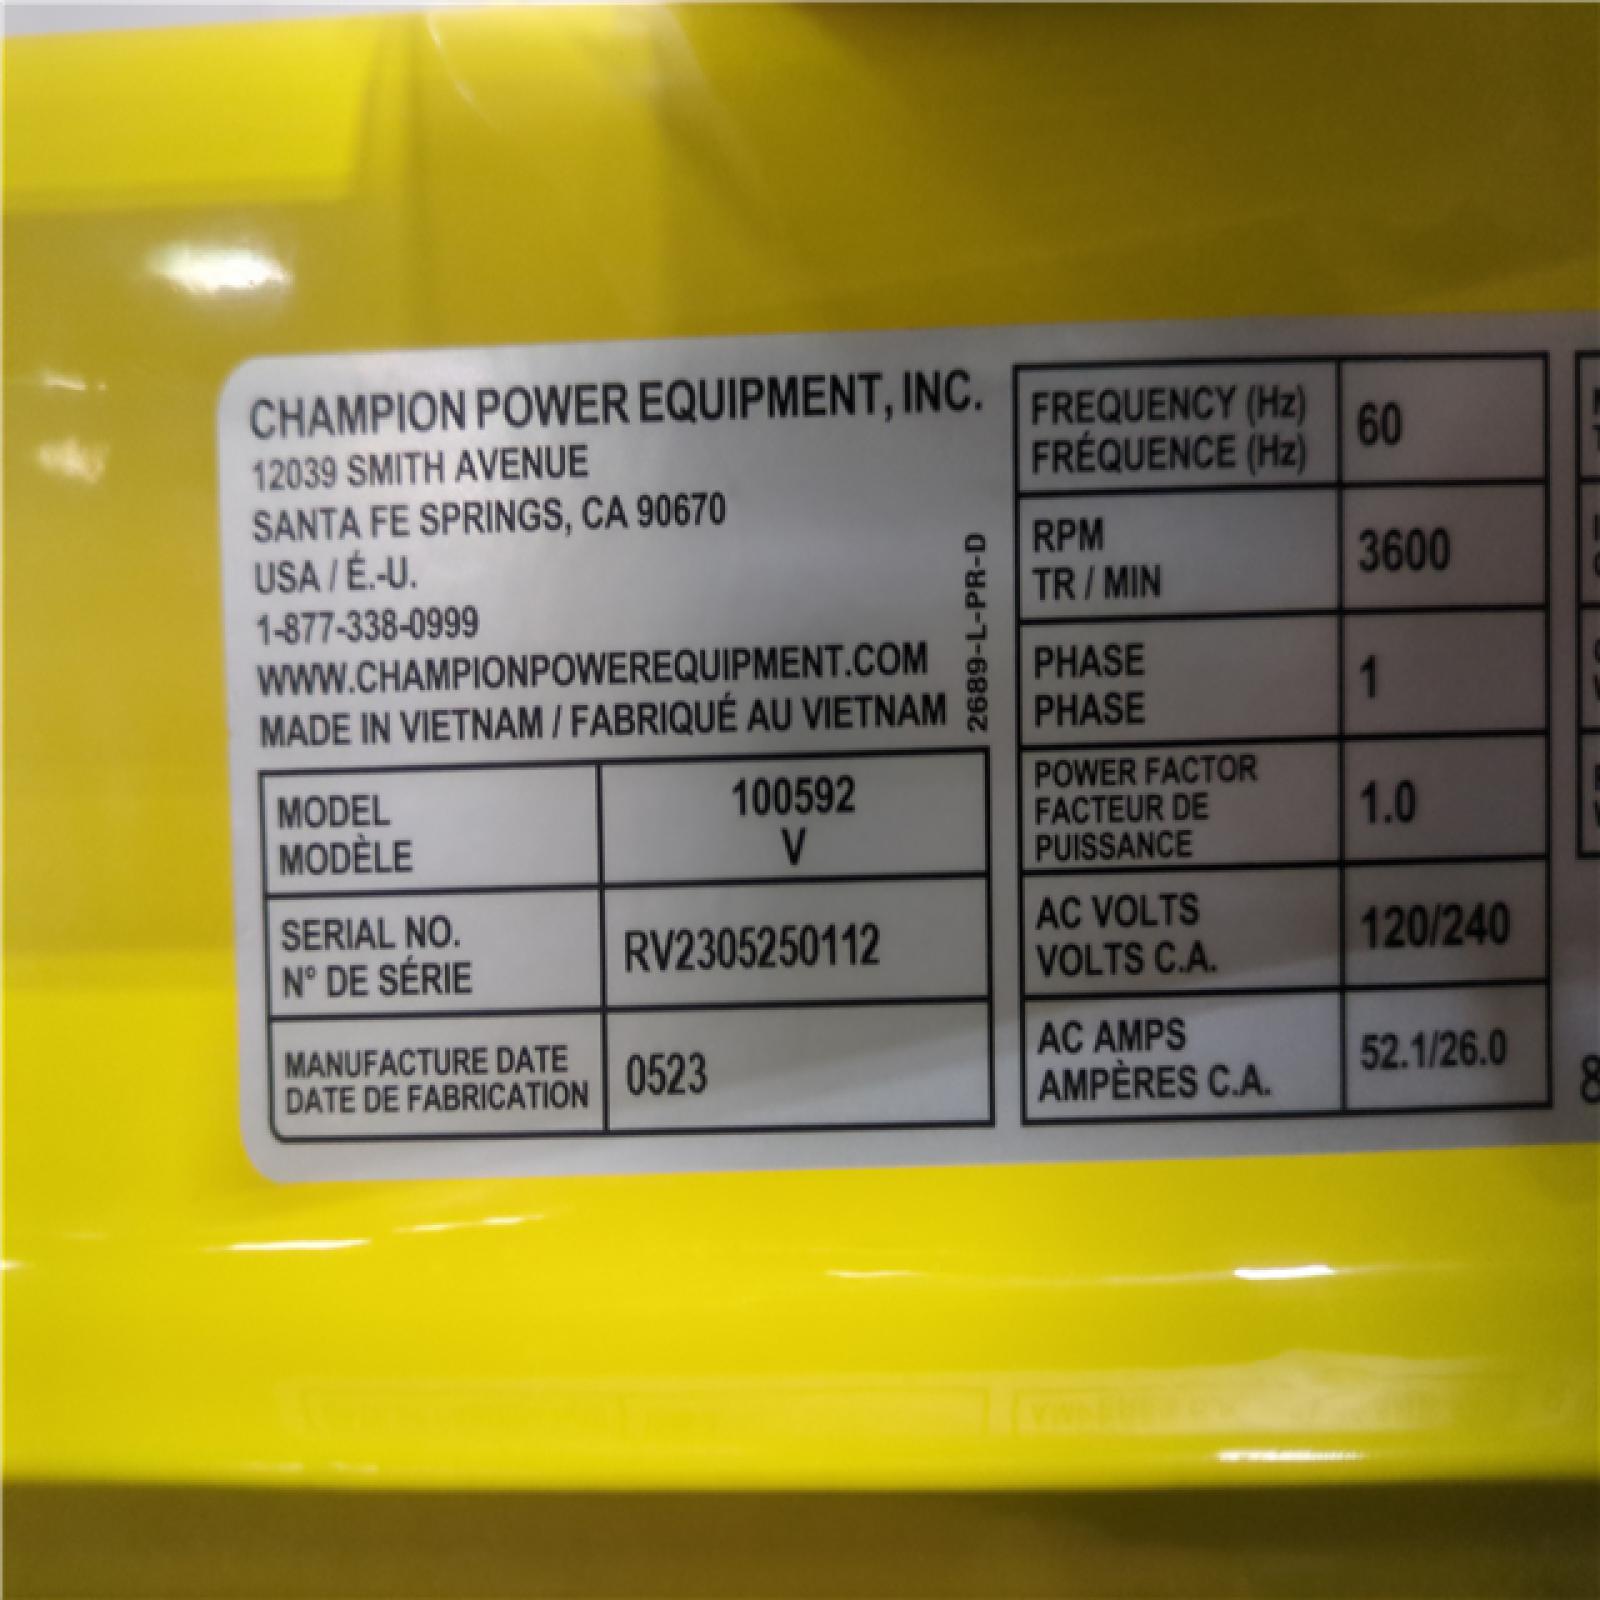 CHAMPION POWER EQUIPMENT, INC.
12039 SMITH AVENUE
SANTA FE SPRINGS, CA 90670
USA / É.-U.
1-877-338-0999
WWW.CHAMPIONPOWEREQUIPMENT.COM
MADE IN VIETNAM / FABRIQUÉ AU VIETNAM
2689-L-PR-D
MODEL
MODÈLE
100592
V
SERIAL NO.
N° DE SÉRIE
RV2305250112
MANUFACTURE DATE
DATE DE FABRICATION
0523
FREQUENCY (Hz)
FRÉQUENCE (Hz)
60
RPM
TR / MIN
3600
PHASE
PHASE
1
POWER FACTOR
FACTEUR DE
PUISSANCE
1.0
AC VOLTS
VOLTS C.A.
120/240
AC AMPS
AMPÈRES C.A.
52.1/26.0